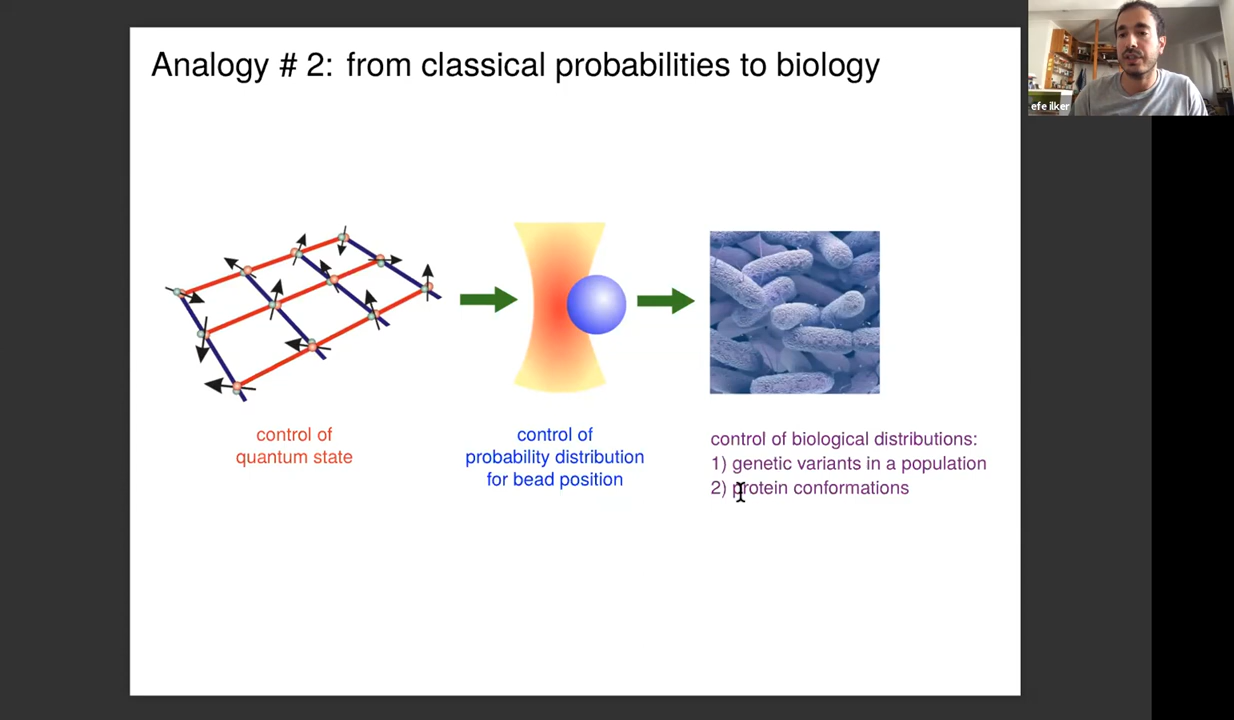 Analogy # 2: from classical probabilities to biology
efe ilker
control of
quantum state
control of
probability distribution
for bead position
control of biological distributions:
1) genetic variants in a population
2) protein conformations